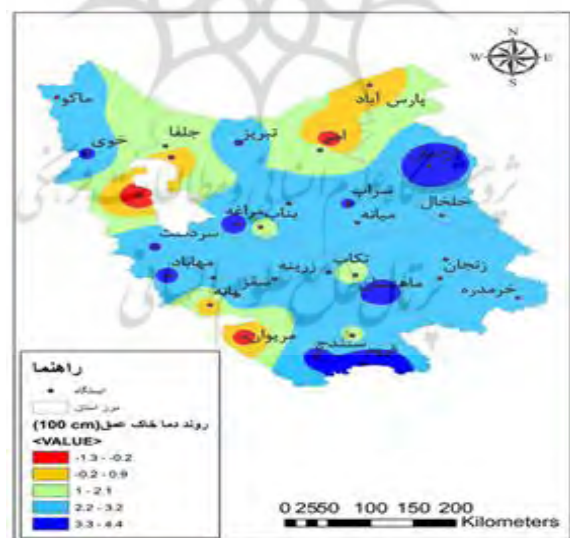 N
W E
S
ماکو
پارس آباد
جلفا
تبریز
اهر
خوی
سراب
خلخال
میانه
بناب
مراغه
سردشت
تکاب
زرینه
زنجان
مهاباد
سقز
ماهنشان
خرمدره
بانه
مریوان
سنندج
راهنما
ایستگاه
مرز استان
روند دما خاک عمق(100 cm)
<VALUE>
-1.3 - -0.2
-0.2 - 0.9
1 - 2.1
2.2 - 3.2
3.3 - 4.4
0 2550 100 150 200
Kilometers